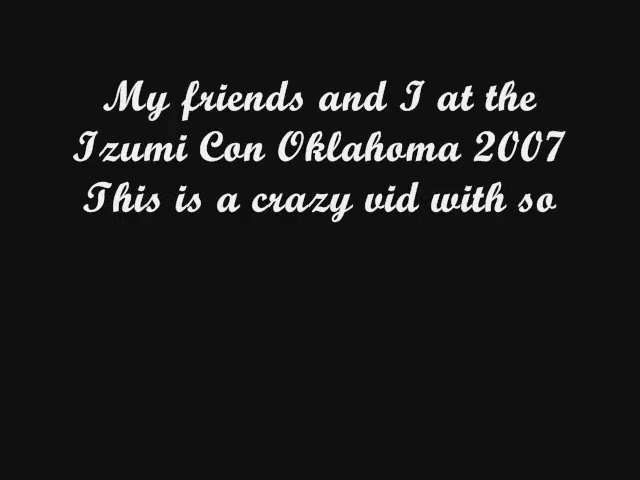 My friends and I at the
Izumi Con Oklahoma 2007
This is a crazy vid with so